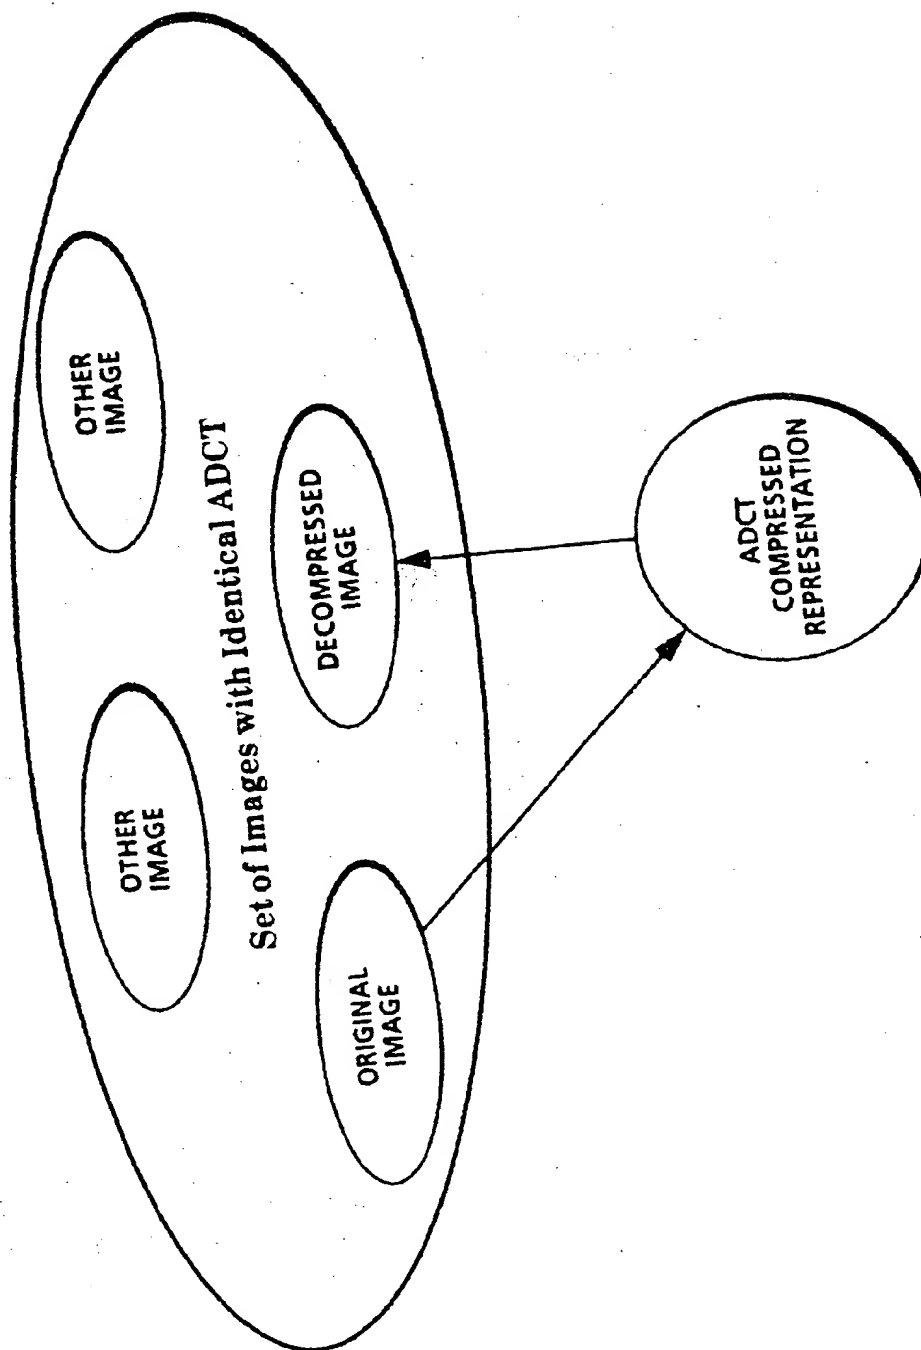 OTHER
IMAGE
OTHER
IMAGE
Set of Images with Identical ADCT
ORIGINAL
IMAGE
DECOMPRESSED
IMAGE
ADCT
COMPRESSED
REPRESENTATION